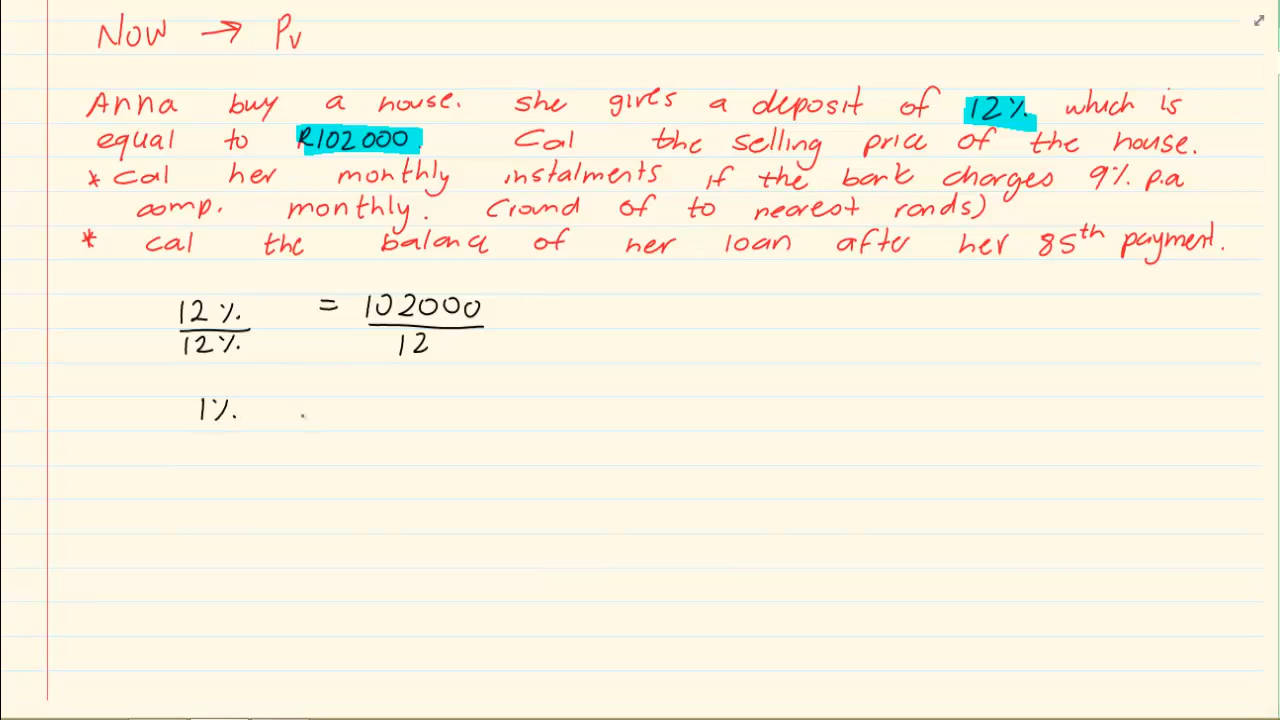 Now → Pv
Anna buy a house. she gives a deposit of 12% which is
equal to R102000 Cal the selling price of the house.
* Cal her monthly instalments if the bank charges 9% p.a
comp. monthly. (round of to nearest rands)
* cal the balance of her loan after her 85th payment.
12% = 102000
12% 12
1%